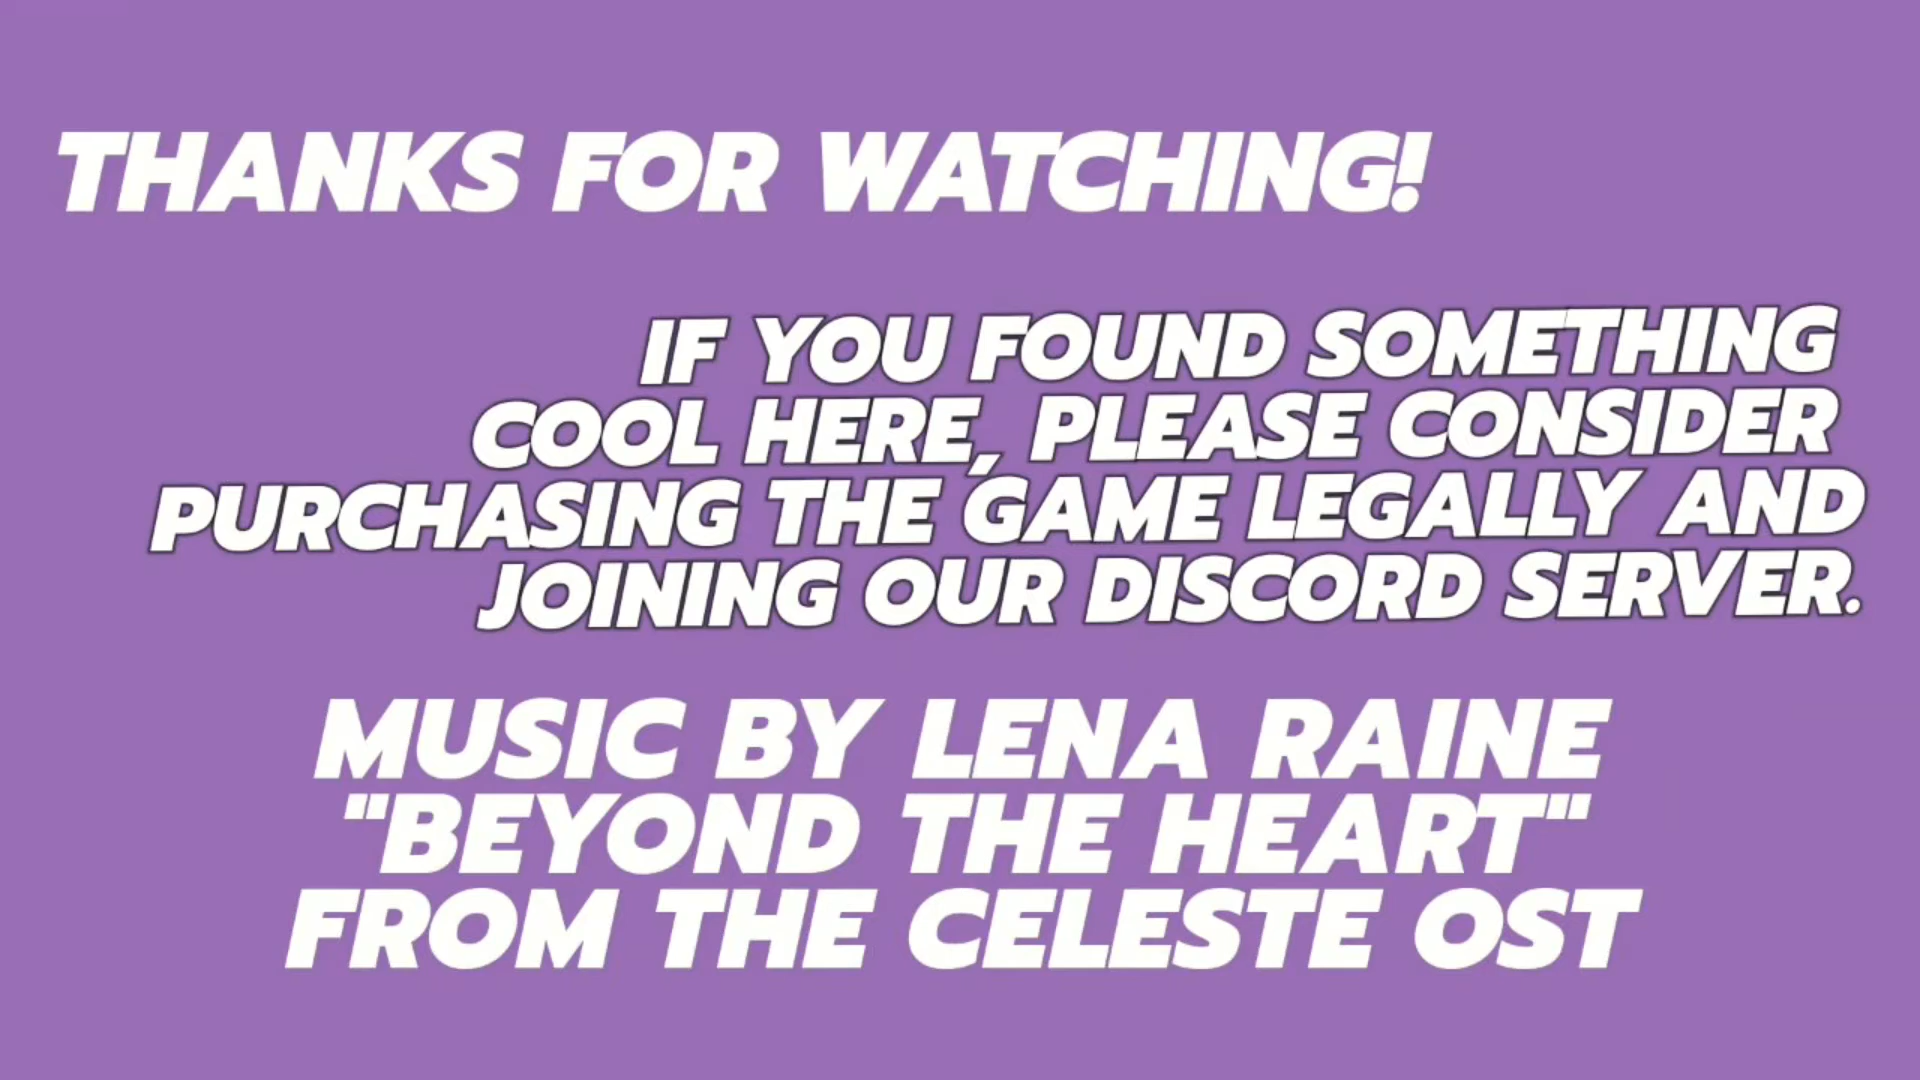 THANKS FOR WATCHING!
IF YOU FOUND SOMETHING
COOL HERE, PLEASE CONSIDER
PURCHASING THE GAME LEGALLY AND
JOINING OUR DISCORD SERVER.
MUSIC BY LENA RAINE
"BEYOND THE HEART"
FROM THE CELESTE OST